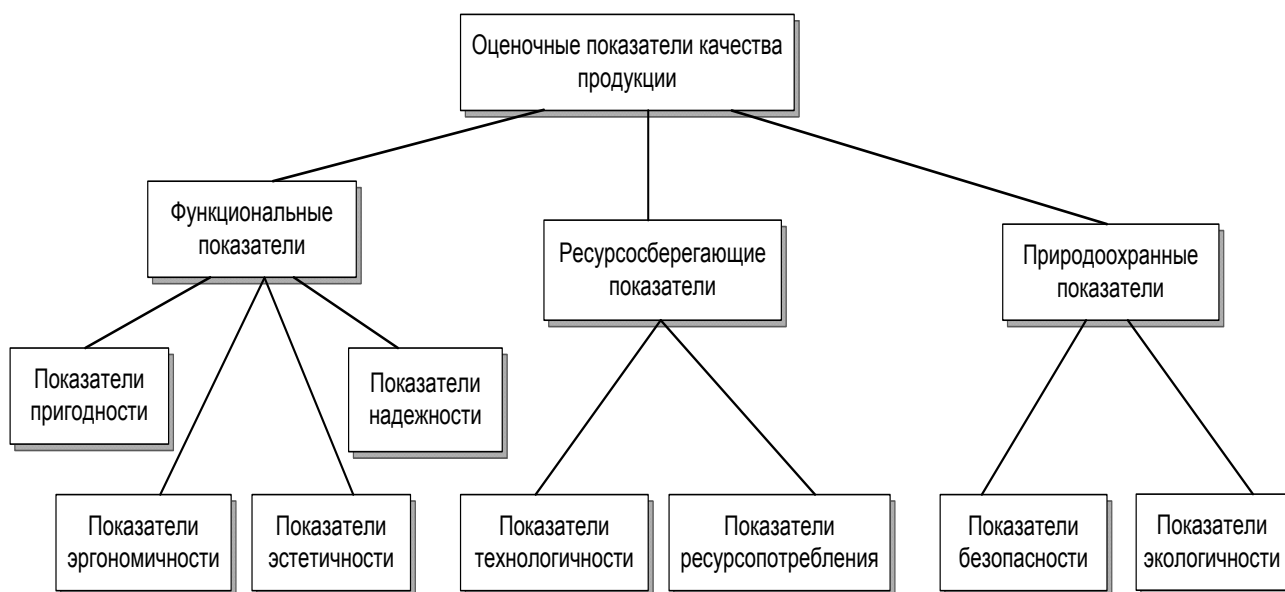 Оценочные показатели качества
продукции
Функциональные
показатели
Ресурсосберегающие
показатели
Природоохранные
показатели
Показатели
пригодности
Показатели
надежности
Показатели
эргономичности
Показатели
эстетичности
Показатели
технологичности
Показатели
ресурсопотребления
Показатели
безопасности
Показатели
экологичности